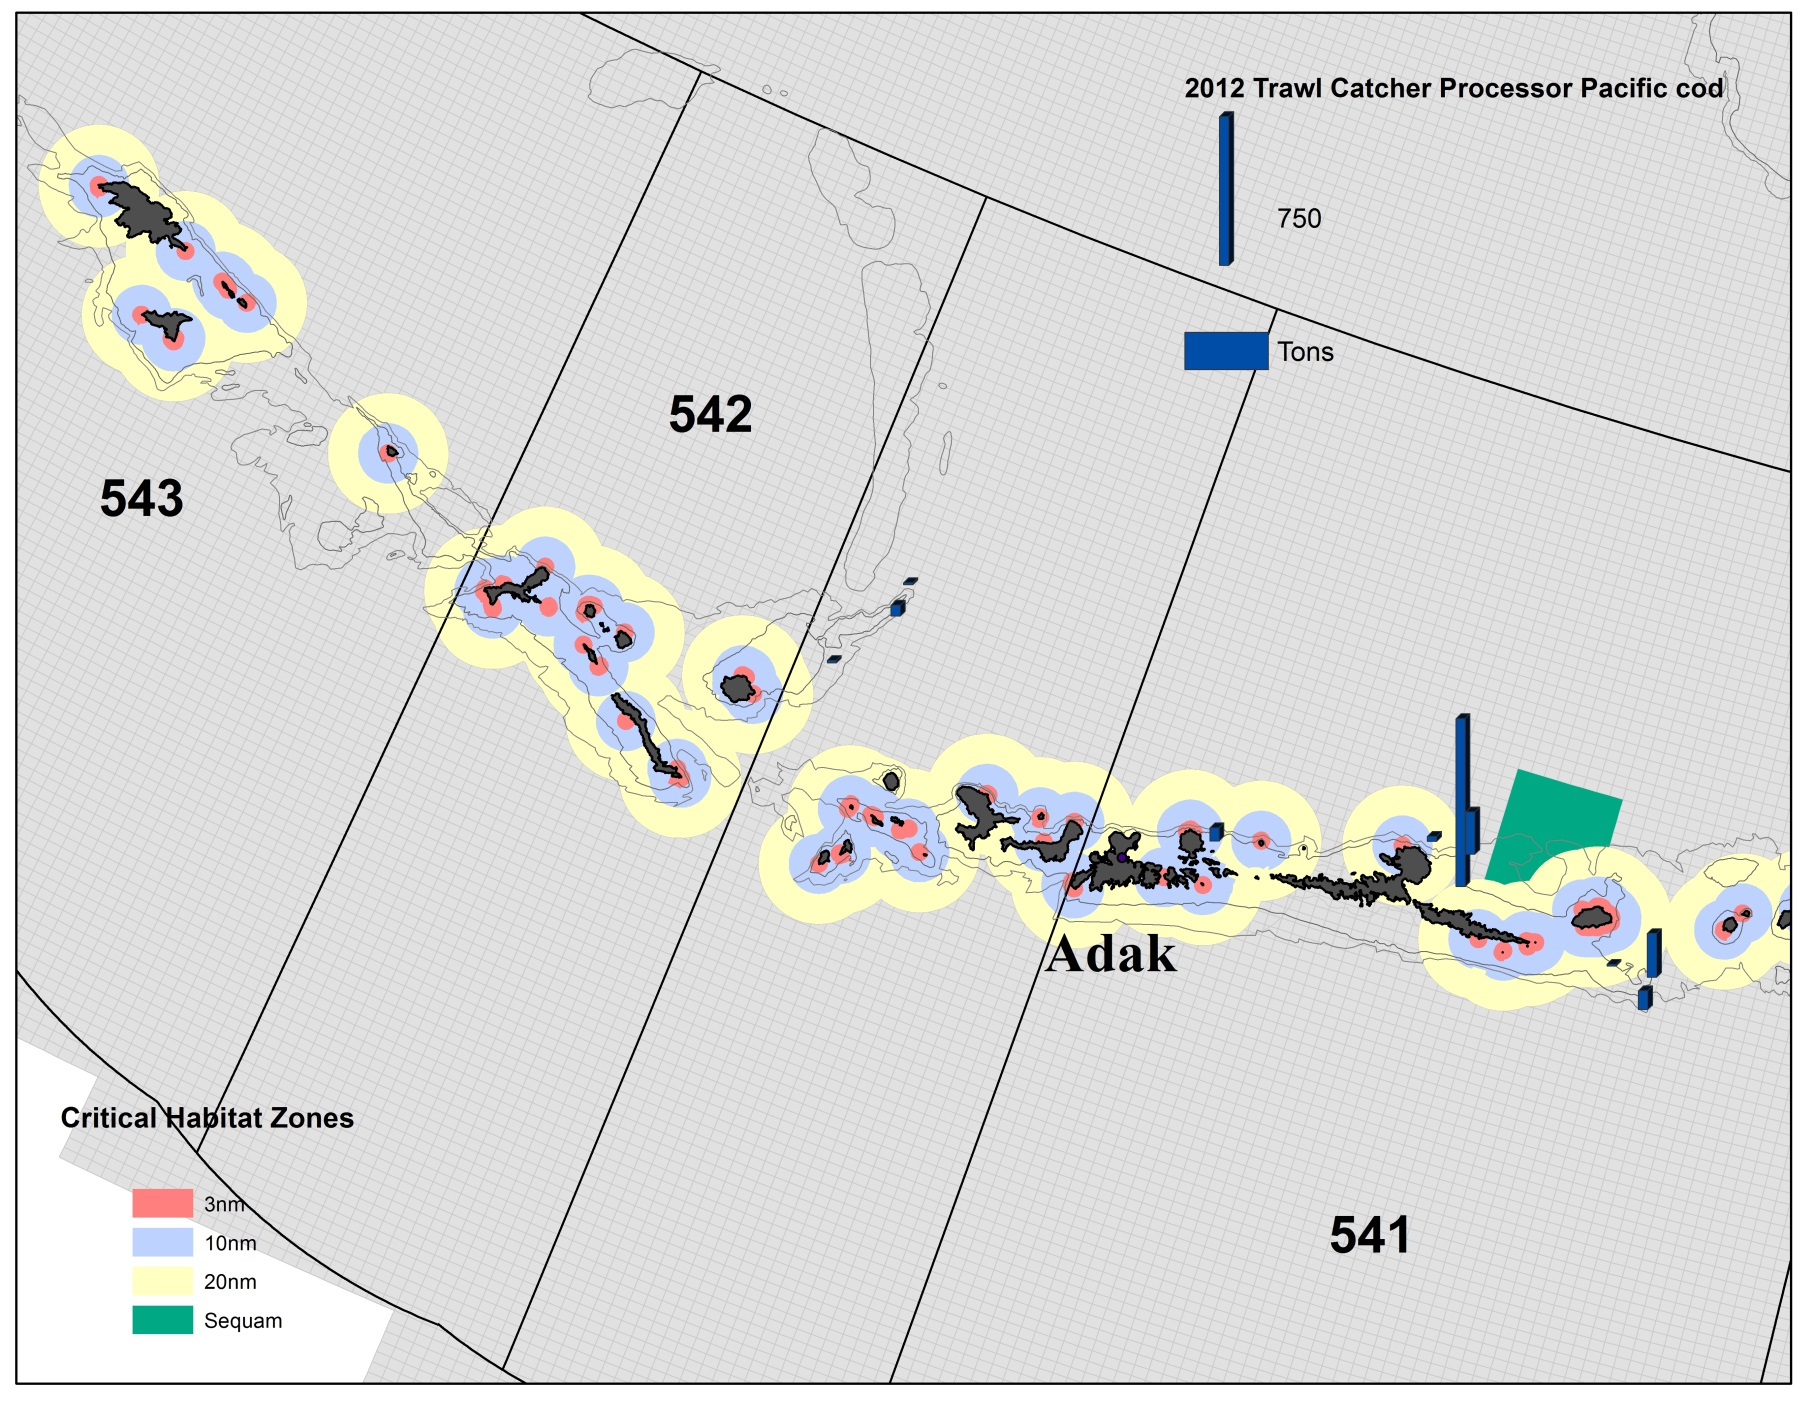 2012 Trawl Catcher Processor Pacific cod
750
Tons
542
543
Adak
Critical Habitat Zones
3nm
10nm
20nm
Sequam
541